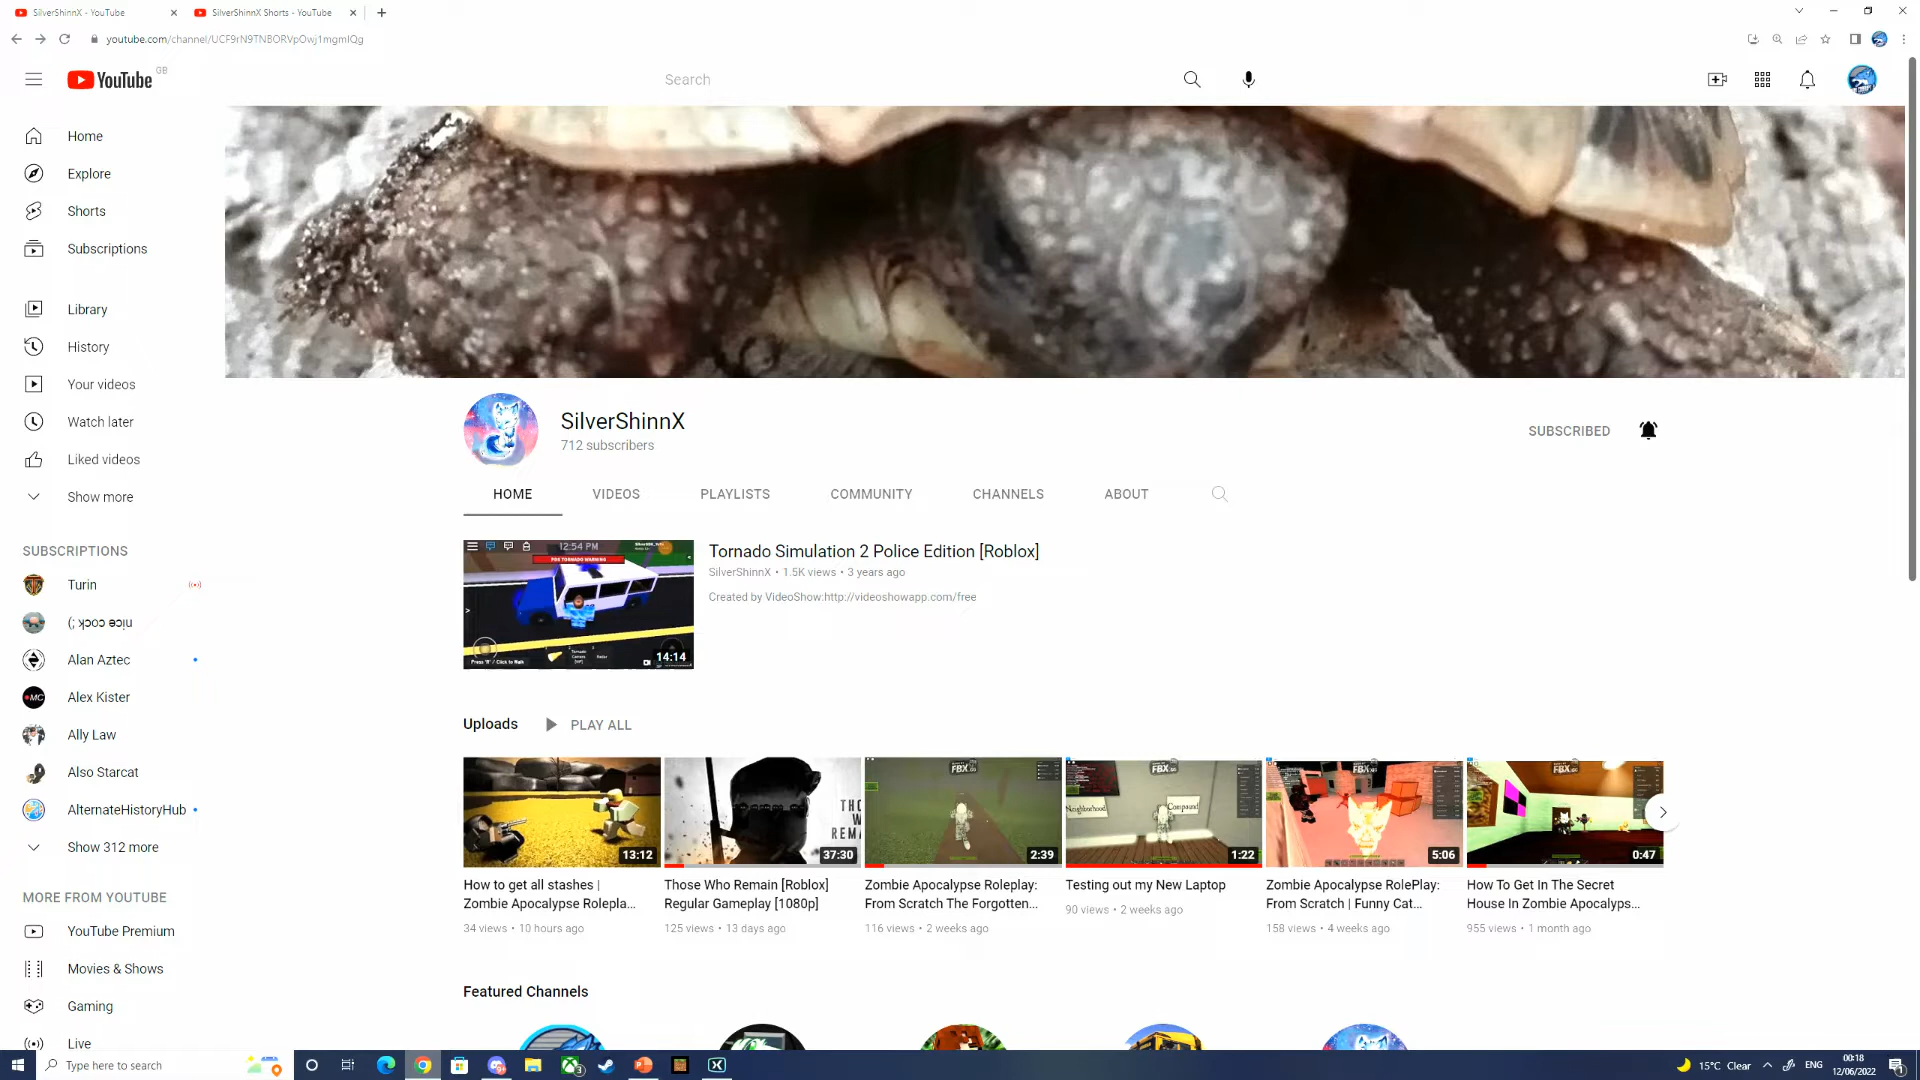 SilverShinnX - YouTube
SilverShinnX Shorts - YouTube
youtube.com/channel/UCF9rN9TNBORVpOwj1mgmIQg
YouTube GB
Search
Home
Explore
Shorts
Subscriptions
Library
History
Your videos
Watch later
Liked videos
Show more
SUBSCRIPTIONS
Turin
(; ʞɔoɔ ǝɔᴉu
Alan Aztec
Alex Kister
Ally Law
Also Starcat
AlternateHistoryHub
Show 312 more
MORE FROM YOUTUBE
YouTube Premium
Movies & Shows
Gaming
Live
SilverShinnX
712 subscribers
SUBSCRIBED
HOME
VIDEOS
PLAYLISTS
COMMUNITY
CHANNELS
ABOUT
12:54 PM
14:14
Tornado Simulation 2 Police Edition [Roblox]
SilverShinnX • 1.5K views • 3 years ago
Created by VideoShow:http://videoshowapp.com/free
Uploads
PLAY ALL
13:12
How to get all stashes |
Zombie Apocalypse Rolepla...
34 views • 10 hours ago
37:30
Those Who Remain [Roblox]
Regular Gameplay [1080p]
125 views • 13 days ago
2:39
Zombie Apocalypse Roleplay:
From Scratch The Forgotten...
116 views • 2 weeks ago
Neighbourhood
Compound
1:22
Testing out my New Laptop
90 views • 2 weeks ago
5:06
Zombie Apocalypse RolePlay:
From Scratch | Funny Cat...
158 views • 4 weeks ago
0:47
How To Get In The Secret
House In Zombie Apocalyps...
955 views • 1 month ago
Featured Channels
Type here to search
15°C Clear
ENG
00:18
12/06/2022